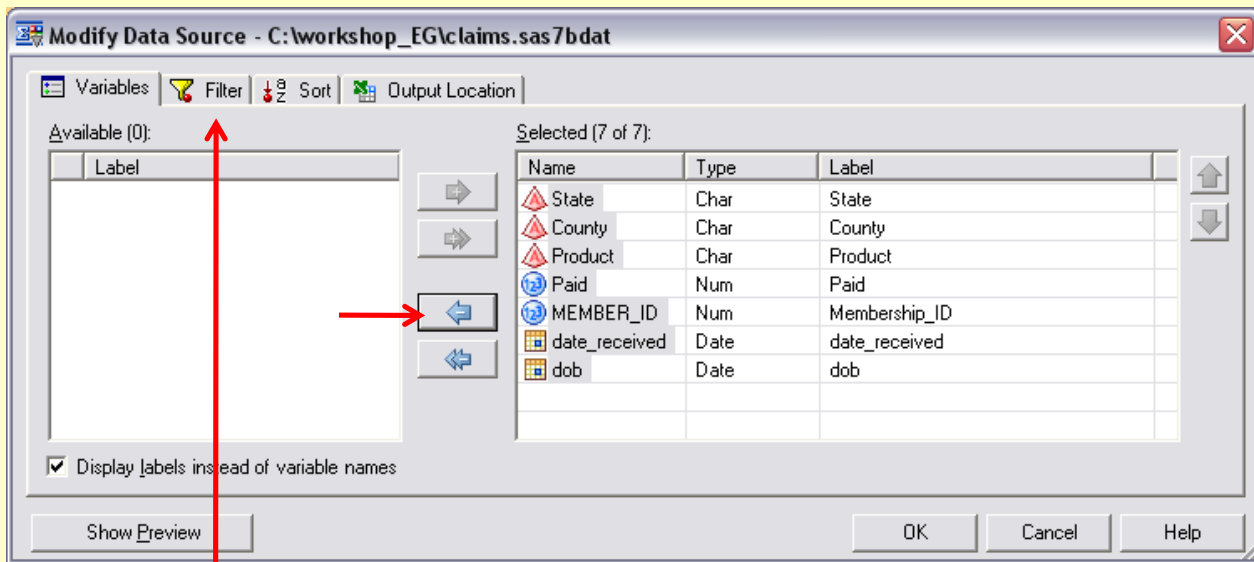 Modify Data Source - C:\workshop_EG\claims.sas7bdat
Variables Filter Sort Output Location
Available (0): Selected (7 of 7):
Label Name Type Label
State Char State
County Char County
Product Char Product
Paid Num Paid
MEMBER_ID Num Membership_ID
date_received Date date_received
dob Date dob
Display labels instead of variable names
Show Preview OK Cancel Help